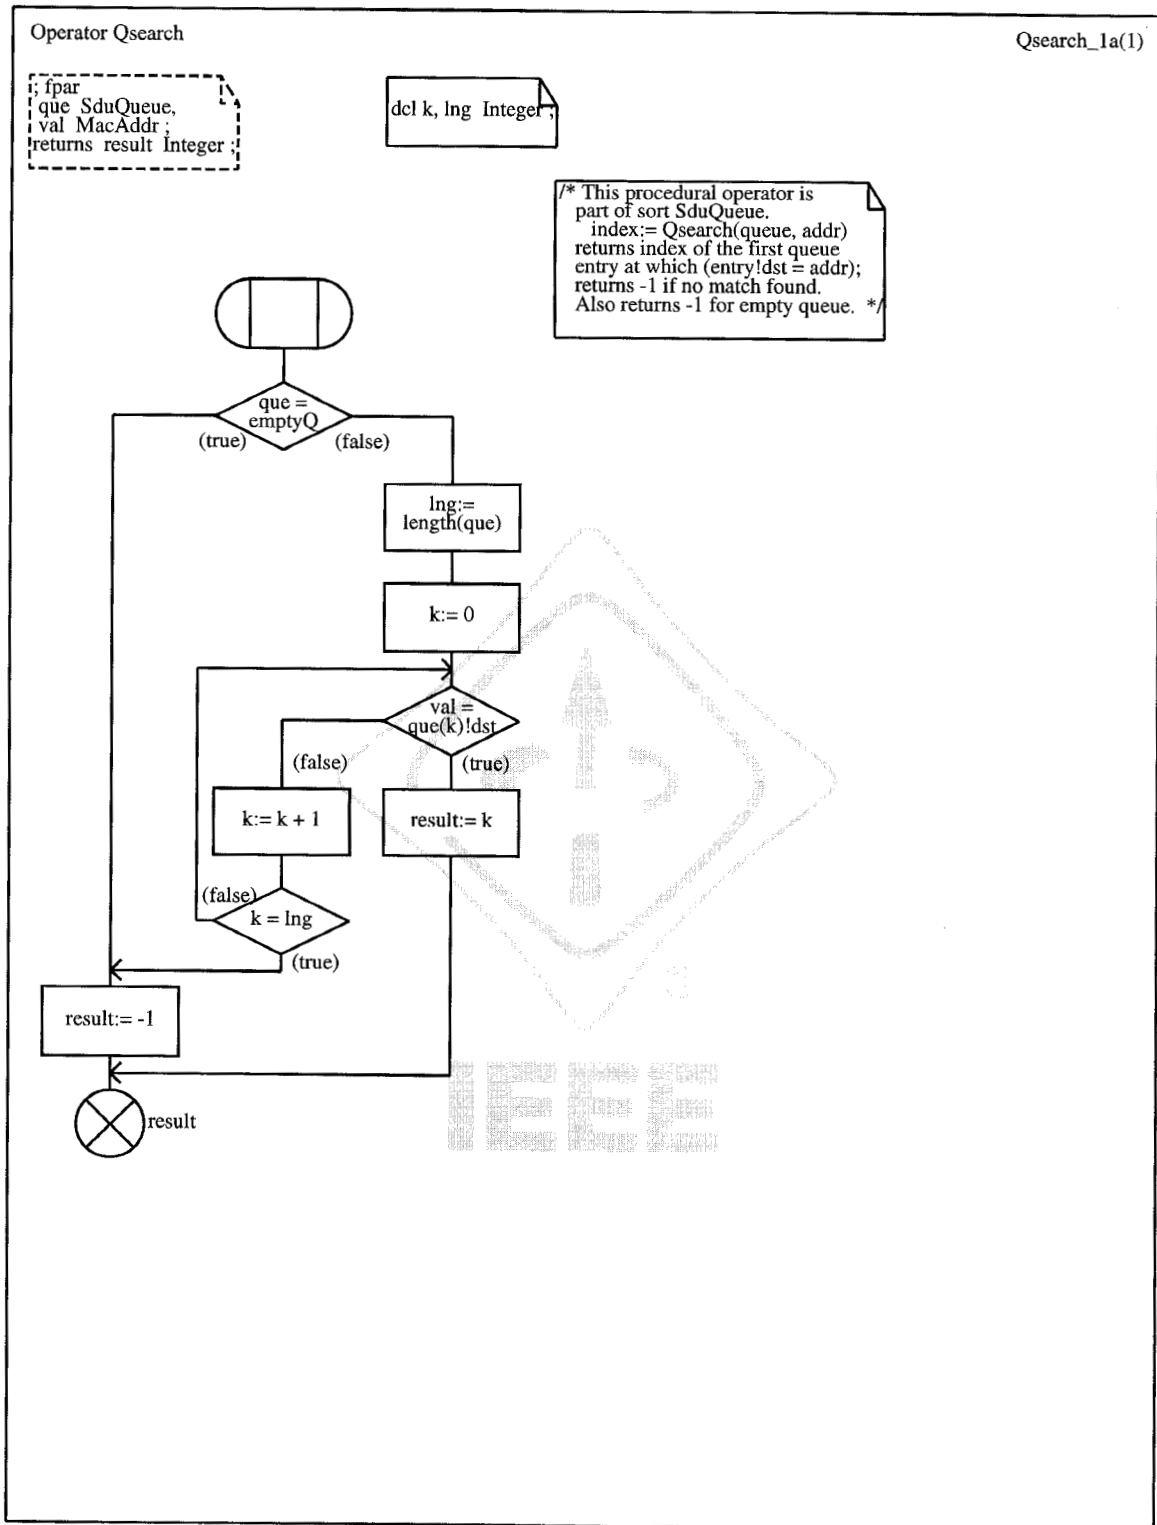 Operator Qsearch
Qsearch_1a(1)
; fpar
que SduQueue,
val MacAddr ;
returns result Integer ;
dcl k, lng Integer ;
/* This procedural operator is
part of sort SduQueue.
index:= Qsearch(queue, addr)
returns index of the first queue
entry at which (entry!dst = addr);
returns -1 if no match found.
Also returns -1 for empty queue. */
que =
emptyQ
(true)
(false)
lng:=
length(que)
k:= 0
val =
que(k)!dst
(false)
(true)
k:= k + 1
result:= k
(false)
k = lng
(true)
result:= -1
result
IEEE